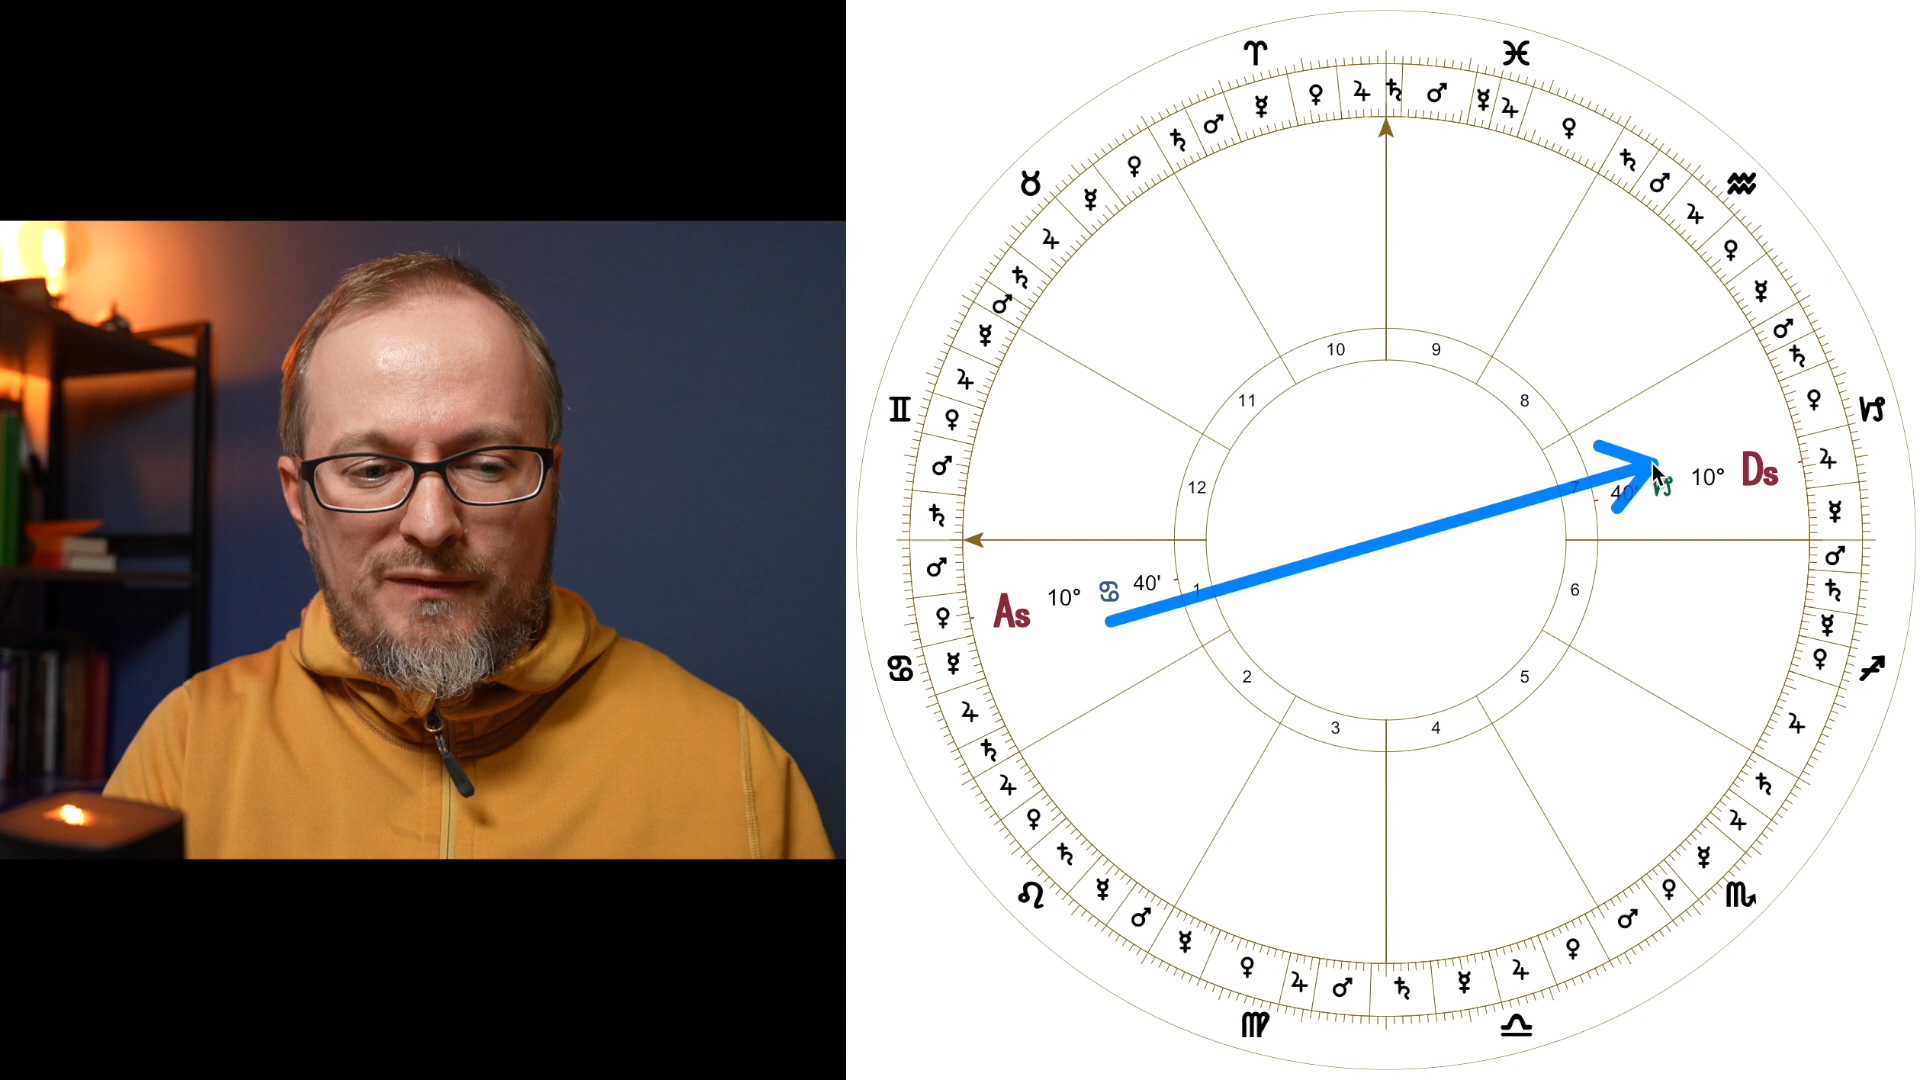 ♈ ♓
♀ ♃ ♄ ♂ ☿ ♃
☿ ♀
♂
♄ ♄
♀ ♂
♉ ♒
☿ ♃
♃ ♀
♄ ☿
♂ ♂
☿ 10 9 ♄
♃ 11 8 ♀
♊ ♑
♀
♂ ♃
12 7 40' ♑ 10° Ds
♄ ☿
♂ ♂
As 10° ♋ 40' 1 6 ♄
♀ ☿
♋ ☿ ♀ ♐
2 5
♃ 3 4 ♃
♄ ♄
♃ ♃
♀ ☿
♄ ♀
♌ ☿ ♏
♂ ♂
☿ ♀
♀ ♃ ♂ ♄ ☿ ♃
♍ ♎